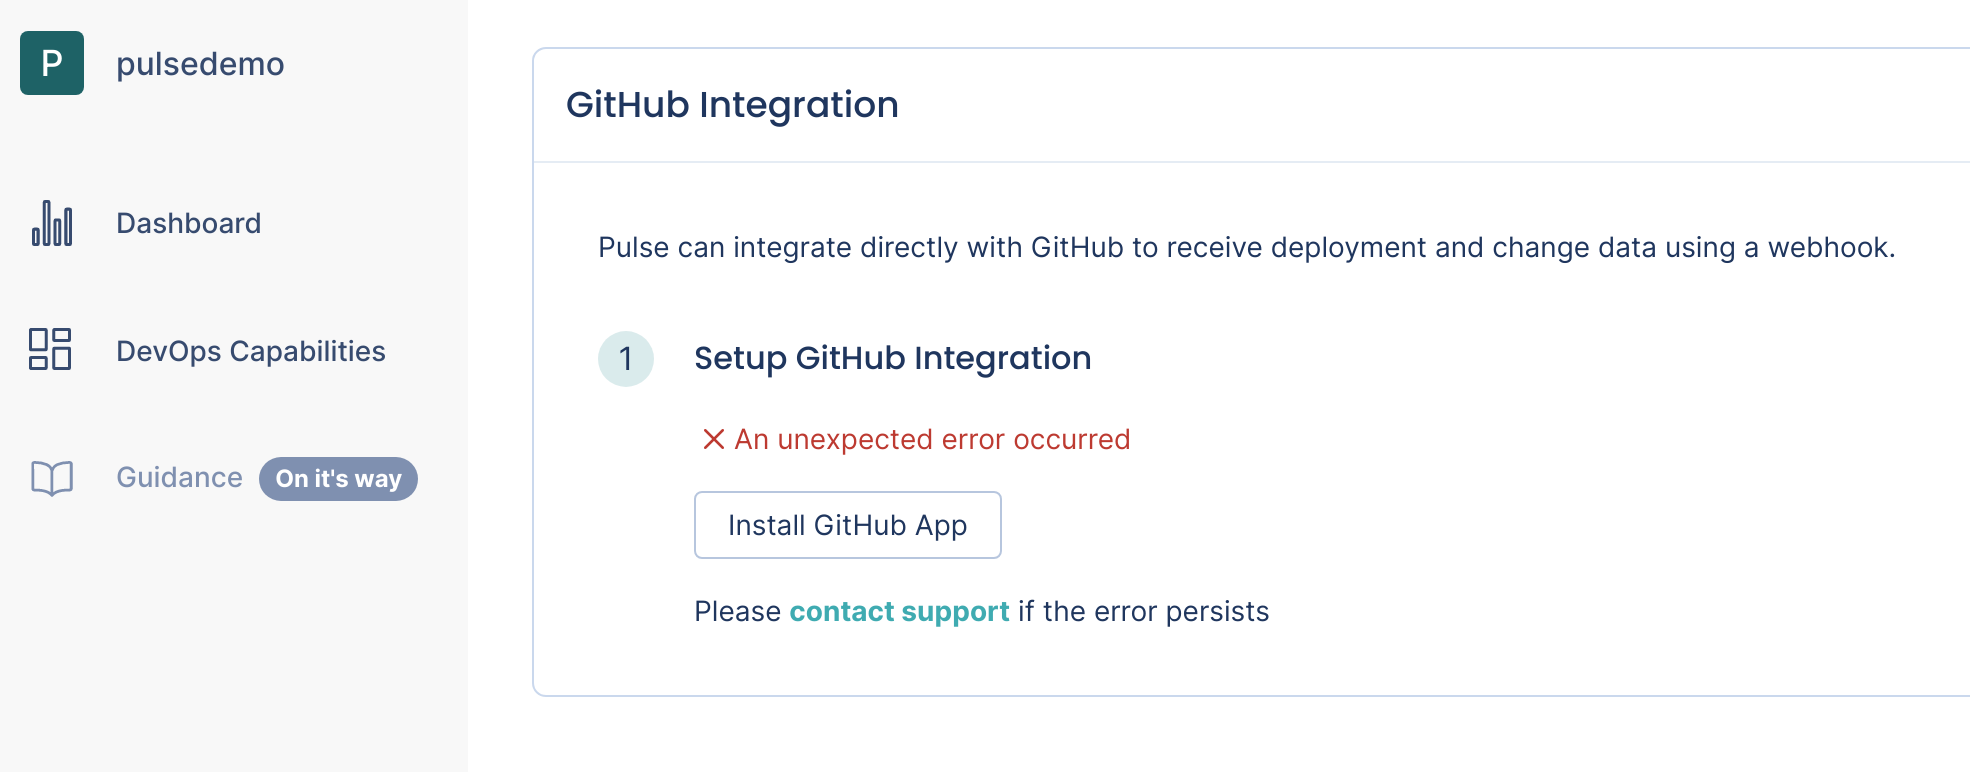 P
pulsedemo
Dashboard
DevOps Capabilities
Guidance
On it's way
GitHub Integration
Pulse can integrate directly with GitHub to receive deployment and change data using a webhook.
1
Setup GitHub Integration
An unexpected error occurred
Install GitHub App
Please contact support if the error persists